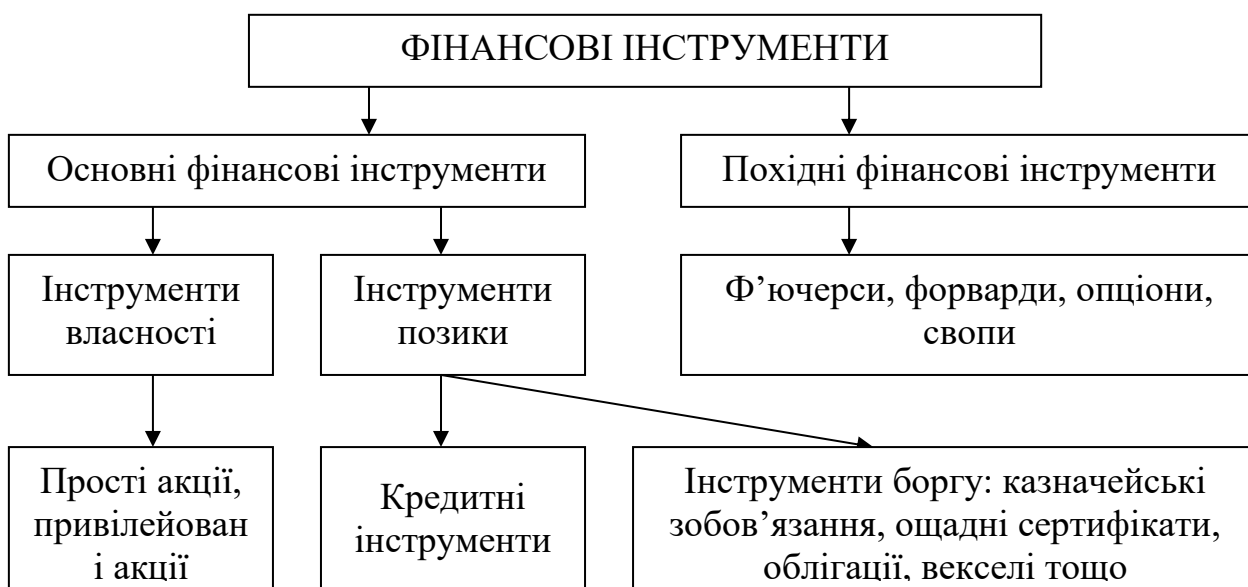 ФІНАНСОВІ ІНСТРУМЕНТИ
Основні фінансові інструменти
Похідні фінансові інструменти
Інструменти
власності
Інструменти
позики
Ф’ючерси, форварди, опціони,
свопи
Прості акції,
привілейован
і акції
Кредитні
інструменти
Інструменти боргу: казначейські
зобов’язання, ощадні сертифікати,
облігації, векселі тощо